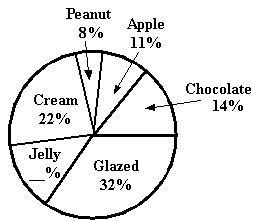 Peanut
8%
Apple
11%
Chocolate
14%
Cream
22%
Jelly
__%
Glazed
32%